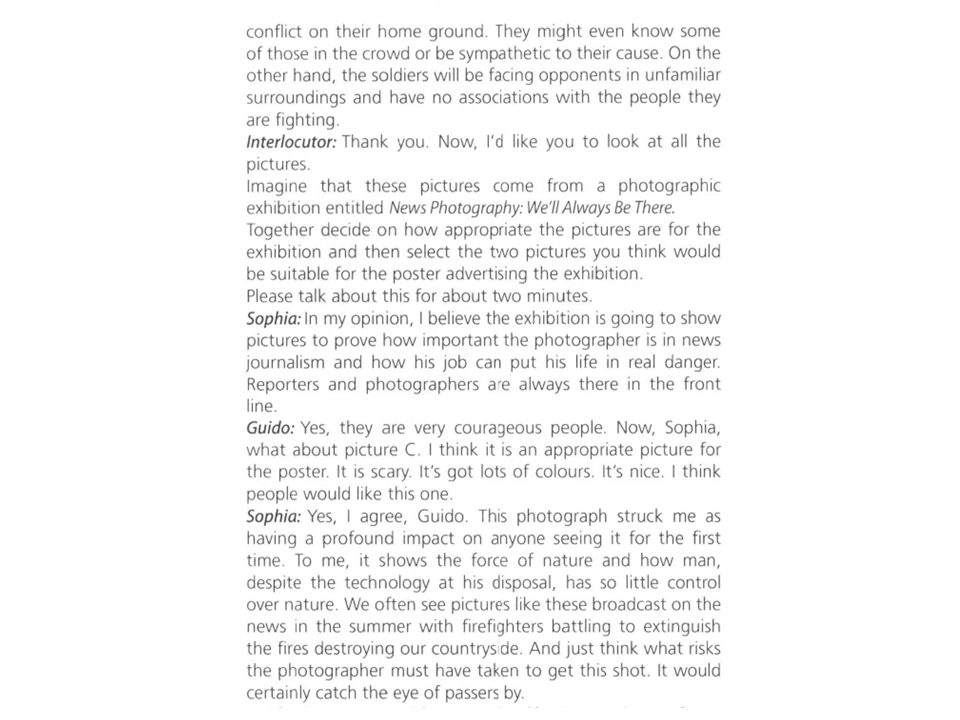 conflict on their home ground. They might even know some
of those in the crowd or be sympathetic to their cause. On the
other hand, the soldiers will be facing opponents in unfamiliar
surroundings and have no associations with the people they
are fighting.
Interlocutor: Thank you. Now, I'd like you to look at all the
pictures.
Imagine that these pictures come from a photographic
exhibition entitled News Photography: We'll Always Be There.
Together decide on how appropriate the pictures are for the
exhibition and then select the two pictures you think would
be suitable for the poster advertising the exhibition.
Please talk about this for about two minutes.
Sophia: In my opinion, I believe the exhibition is going to show
pictures to prove how important the photographer is in news
journalism and how his job can put his life in real danger.
Reporters and photographers are always there in the front
line.
Guido: Yes, they are very courageous people. Now, Sophia,
what about picture C. I think it is an appropriate picture for
the poster. It is scary. It's got lots of colours. It's nice. I think
people would like this one.
Sophia: Yes, I agree, Guido. This photograph struck me as
having a profound impact on anyone seeing it for the first
time. To me, it shows the force of nature and how man,
despite the technology at his disposal, has so little control
over nature. We often see pictures like these broadcast on the
news in the summer with firefighters battling to extinguish
the fires destroying our countryside. And just think what risks
the photographer must have taken to get this shot. It would
certainly catch the eye of passers by.